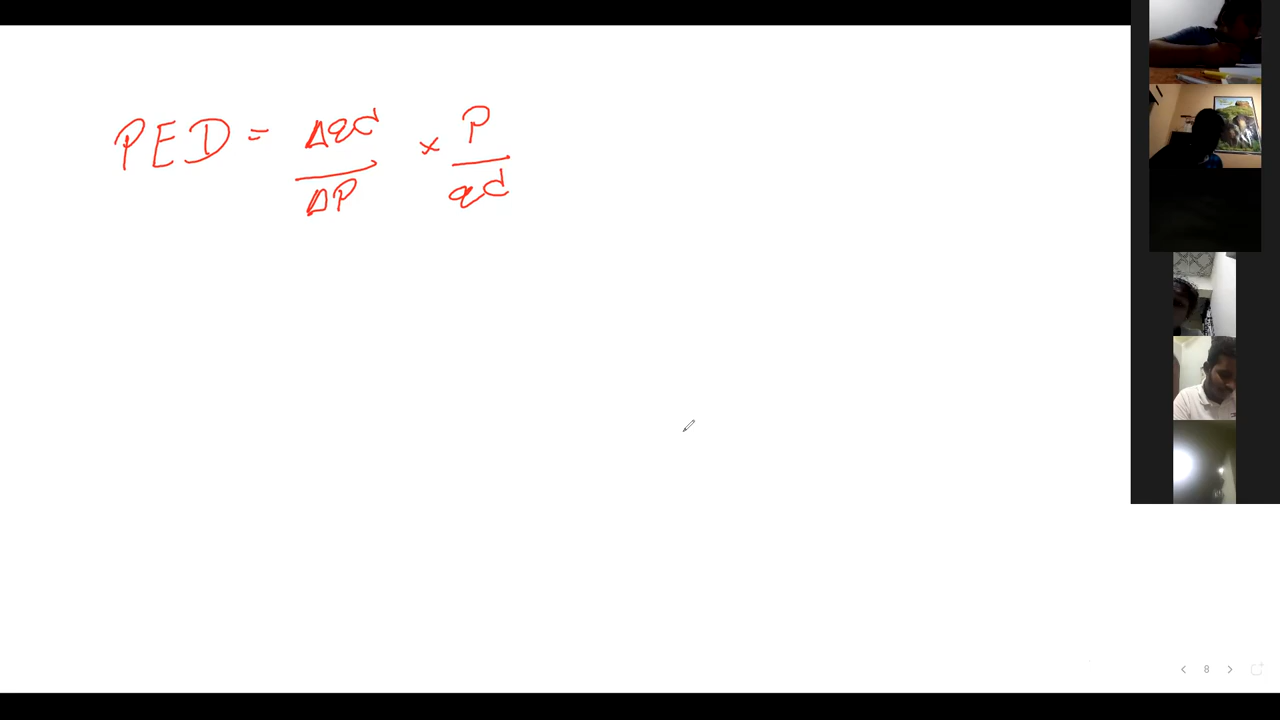 PED = Δqd/ΔP × P/qd
8